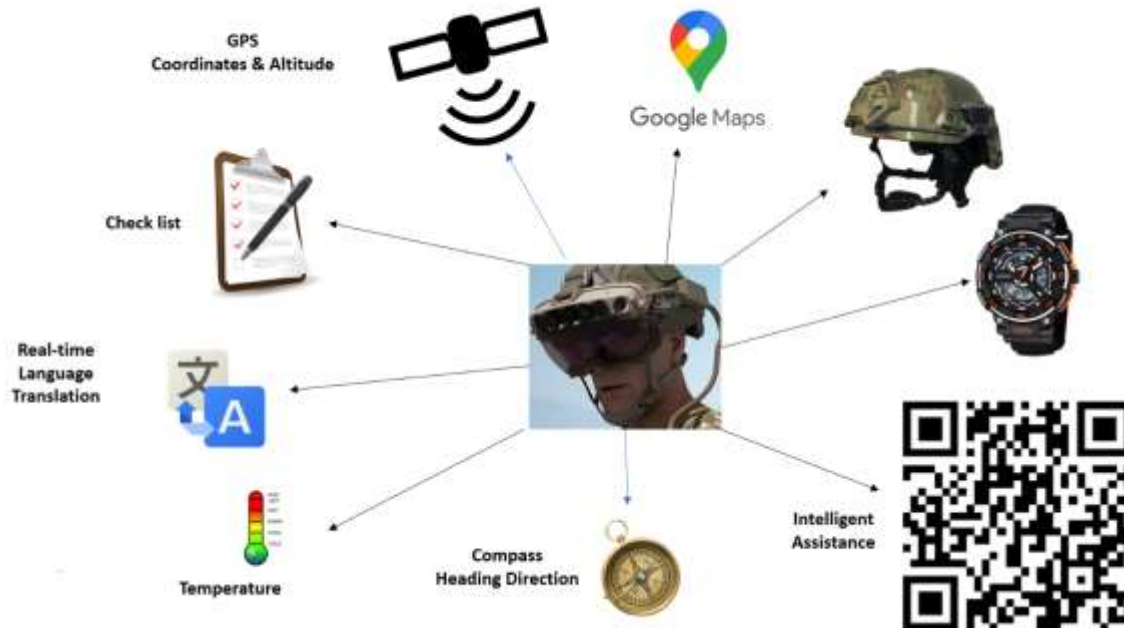 GPS
Coordinates & Altitude
Google Maps
Check list
Real-time
Language
Translation
文
A
Intelligent
Assistance
Compass
Heading Direction
Temperature